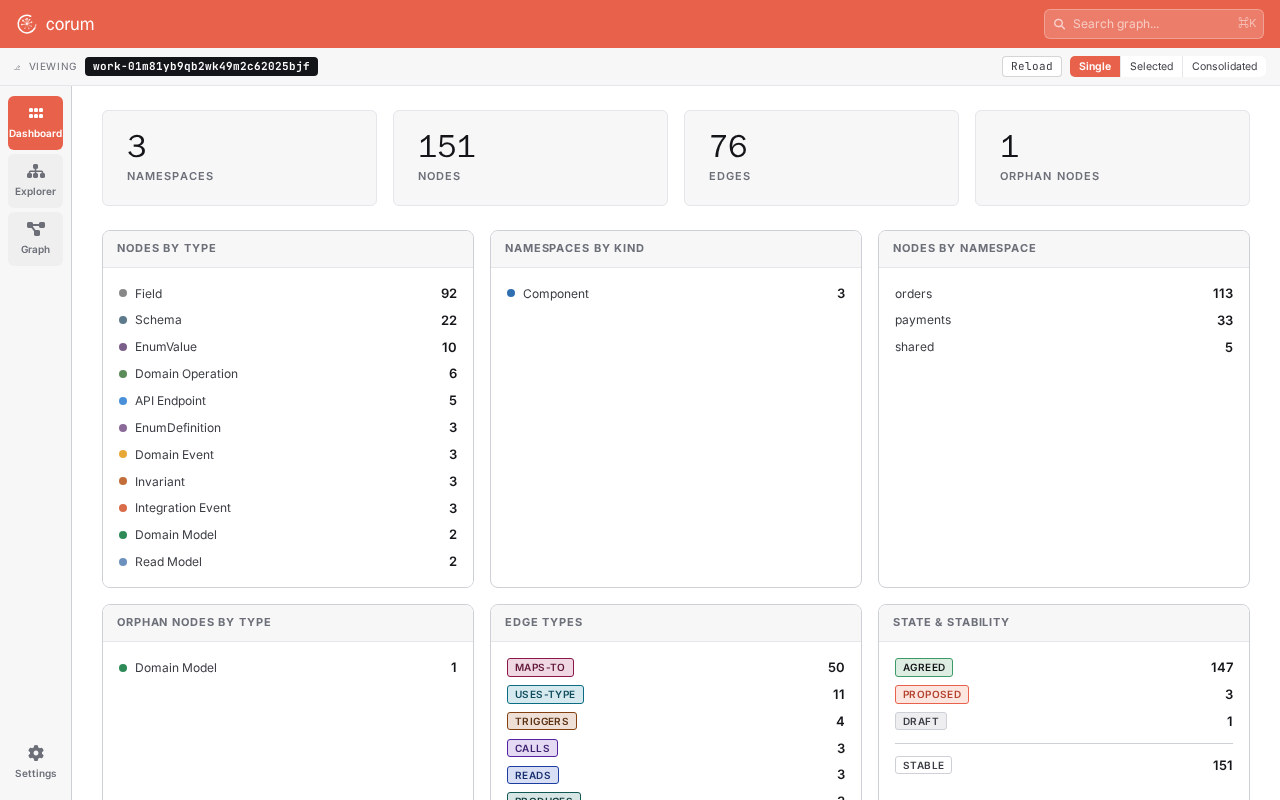 corum
Search graph... ⌘K
VIEWING work-01m81yb9qb2wk49m2c62025bjf
Reload Single Selected Consolidated
Dashboard
Explorer
Graph
Settings
3
NAMESPACES
151
NODES
76
EDGES
1
ORPHAN NODES
NODES BY TYPE
Field 92
Schema 22
EnumValue 10
Domain Operation 6
API Endpoint 5
EnumDefinition 3
Domain Event 3
Invariant 3
Integration Event 3
Domain Model 2
Read Model 2
NAMESPACES BY KIND
Component 3
NODES BY NAMESPACE
orders 113
payments 33
shared 5
ORPHAN NODES BY TYPE
Domain Model 1
EDGE TYPES
MAPS-TO 50
USES-TYPE 11
TRIGGERS 4
CALLS 3
READS 3
PRODUCES
STATE & STABILITY
AGREED 147
PROPOSED 3
DRAFT 1
STABLE 151